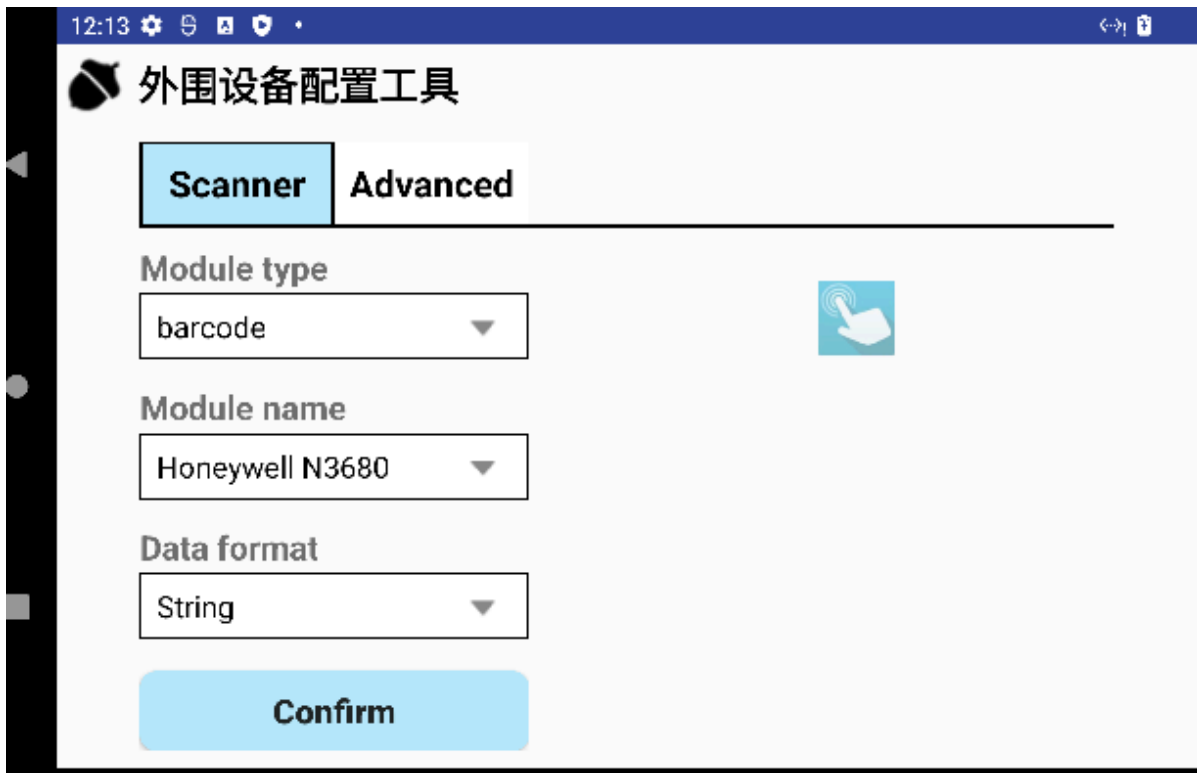 12:13
外围设备配置工具
Scanner Advanced
Module type
barcode
Module name
Honeywell N3680
Data format
String
Confirm